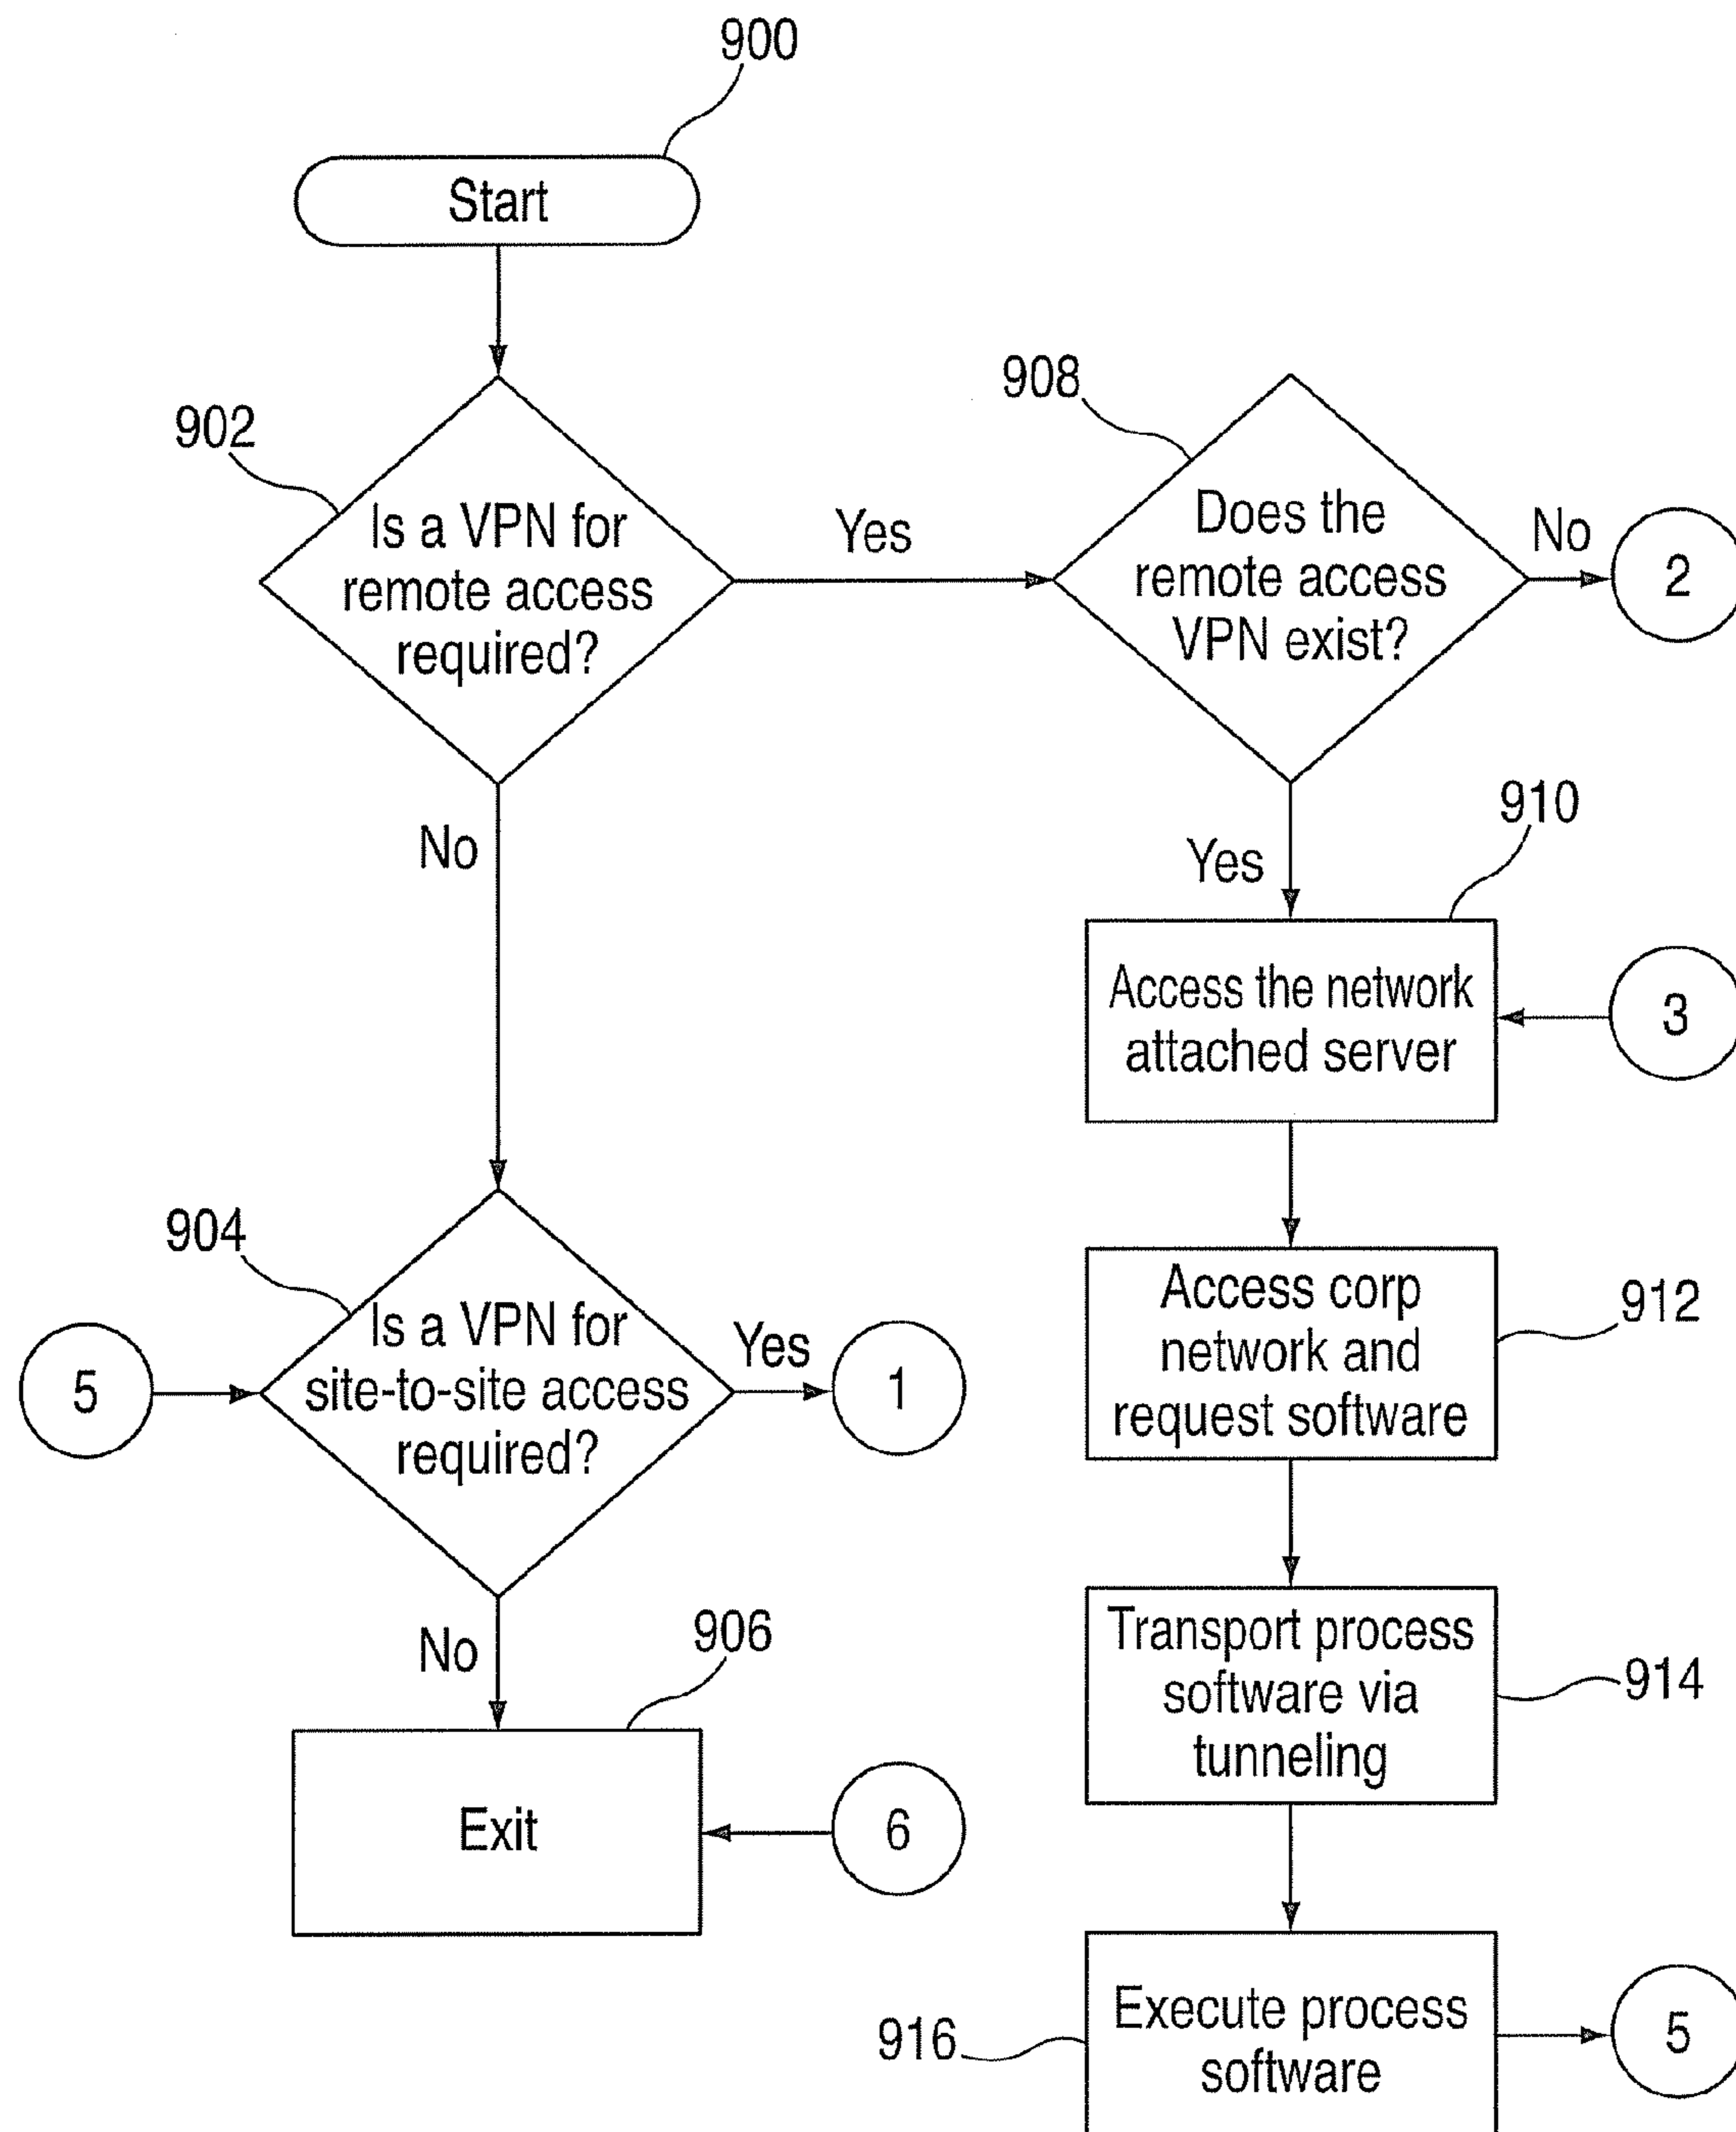 900
Start
902
Is a VPN for
remote access
required?
Yes
908
Does the
remote access
VPN exist?
No
2
No
Yes
910
Access the network
attached server
3
904
5
Is a VPN for
site-to-site access
required?
Yes
1
Access corp
network and
request software
912
No
906
Exit
6
Transport process
software via
tunneling
914
916
Execute process
software
5